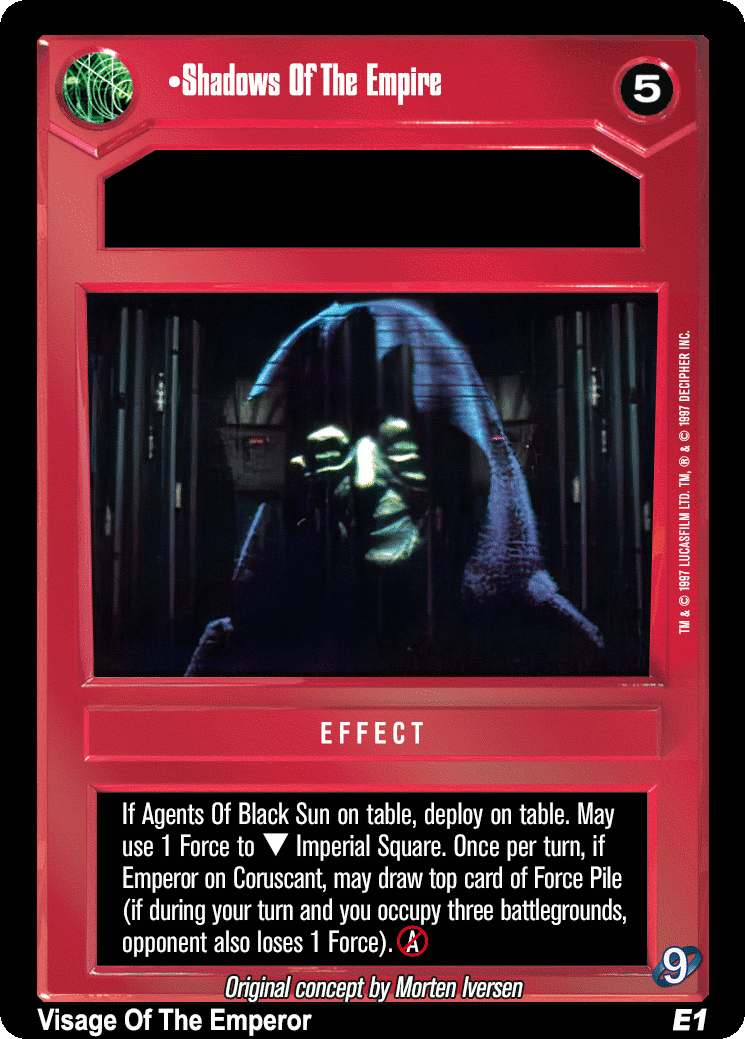 •Shadows Of The Empire
5
TM & © 1997 LUCASFILM LTD. TM, ® & © 1997 DECIPHER INC.
EFFECT
If Agents Of Black Sun on table, deploy on table. May
use 1 Force to ▼ Imperial Square. Once per turn, if
Emperor on Coruscant, may draw top card of Force Pile
(if during your turn and you occupy three battlegrounds,
opponent also loses 1 Force). A
9
Original concept by Morten Iversen
Visage Of The Emperor
E1